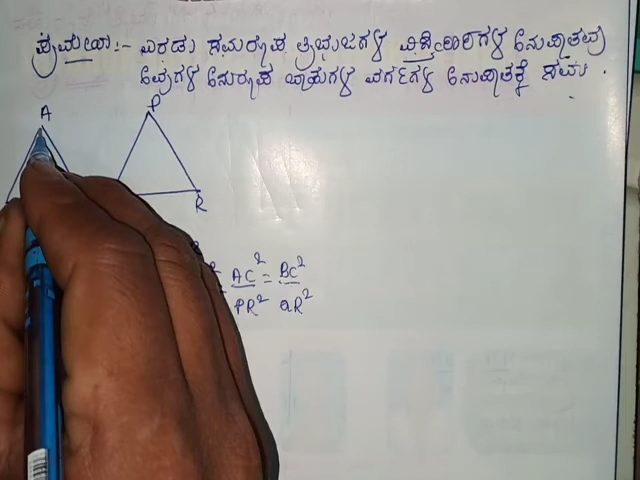 ಪ್ರಮೇಯ :- ಎರಡು ಸಮರೂಪ ತ್ರಿಭುಜಗಳ ವಿಸ್ತೀರ್ಣಗಳ ಅನುಪಾತವು
ಅವುಗಳ ಅನುರೂಪ ಬಾಹುಗಳ ವರ್ಗಗಳ ಅನುಪಾತಕ್ಕೆ ಸಮ.
A P
R
2 AC² = BC²
PR² QR²